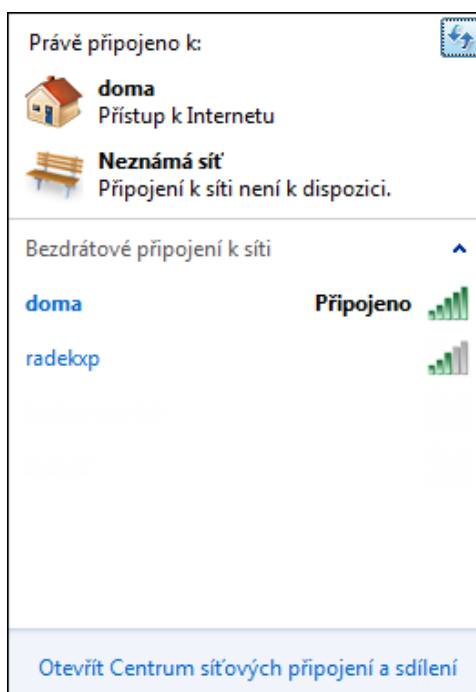 Právě připojeno k:
doma
Přístup k Internetu
Neznámá síť
Připojení k síti není k dispozici.
Bezdrátové připojení k síti
doma Připojeno
radekxp
Otevřít Centrum síťových připojení a sdílení